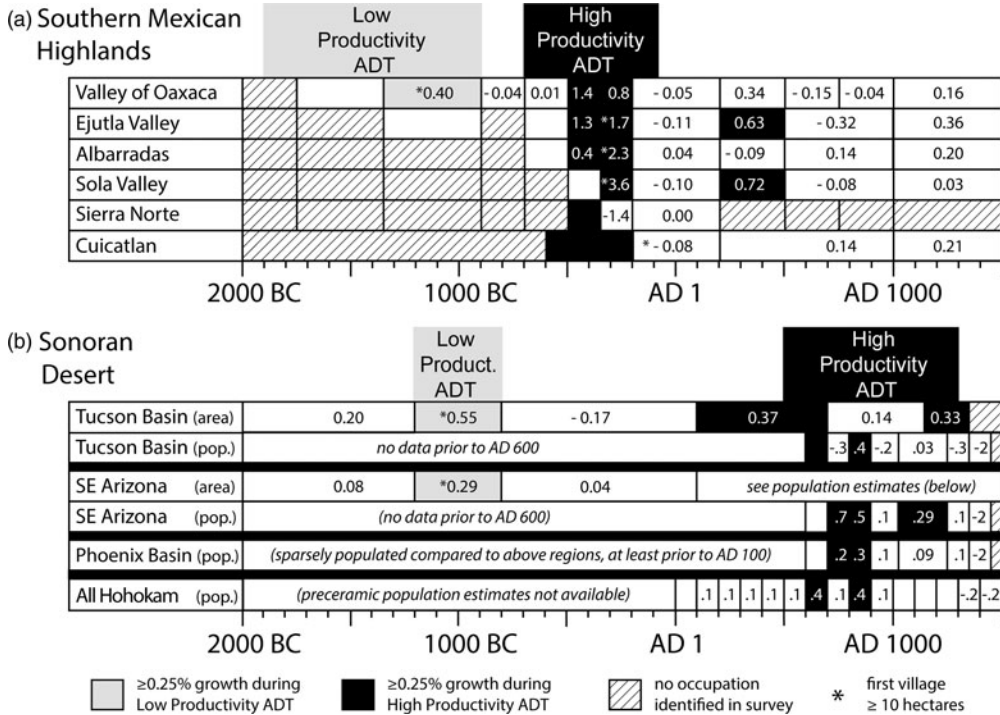 (a) Southern Mexican
Highlands
Low
Productivity
ADT
High
Productivity
ADT
Valley of Oaxaca *0.40 - 0.04 0.01 1.4 0.8 - 0.05 0.34 - 0.15 - 0.04 0.16
Ejutla Valley 1.3 *1.7 - 0.11 0.63 - 0.32 0.36
Albarradas 0.4 *2.3 0.04 - 0.09 0.14 0.20
Sola Valley *3.6 - 0.10 0.72 - 0.08 0.03
Sierra Norte -1.4 0.00
Cuicatlan * - 0.08 0.14 0.21
2000 BC 1000 BC AD 1 AD 1000
(b) Sonoran
Desert
Low
Product.
ADT
High
Productivity
ADT
Tucson Basin (area) 0.20 *0.55 - 0.17 0.37 0.14 0.33
Tucson Basin (pop.) no data prior to AD 600 -.3 .4 -.2 .03 -.3 -2
SE Arizona (area) 0.08 *0.29 0.04 see population estimates (below)
SE Arizona (pop.) (no data prior to AD 600) .7 .5 .1 .29 .1 -2
Phoenix Basin (pop.) (sparsely populated compared to above regions, at least prior to AD 100) .2 .3 .1 .09 .1 -2
All Hohokam (pop.) (preceramic population estimates not available) .1 .1 .1 .1 .1 .1 .4 .1 .4 .1 -.2 -.2
2000 BC 1000 BC AD 1 AD 1000
≥0.25% growth during
Low Productivity ADT
≥0.25% growth during
High Productivity ADT
no occupation
identified in survey
* first village
≥ 10 hectares